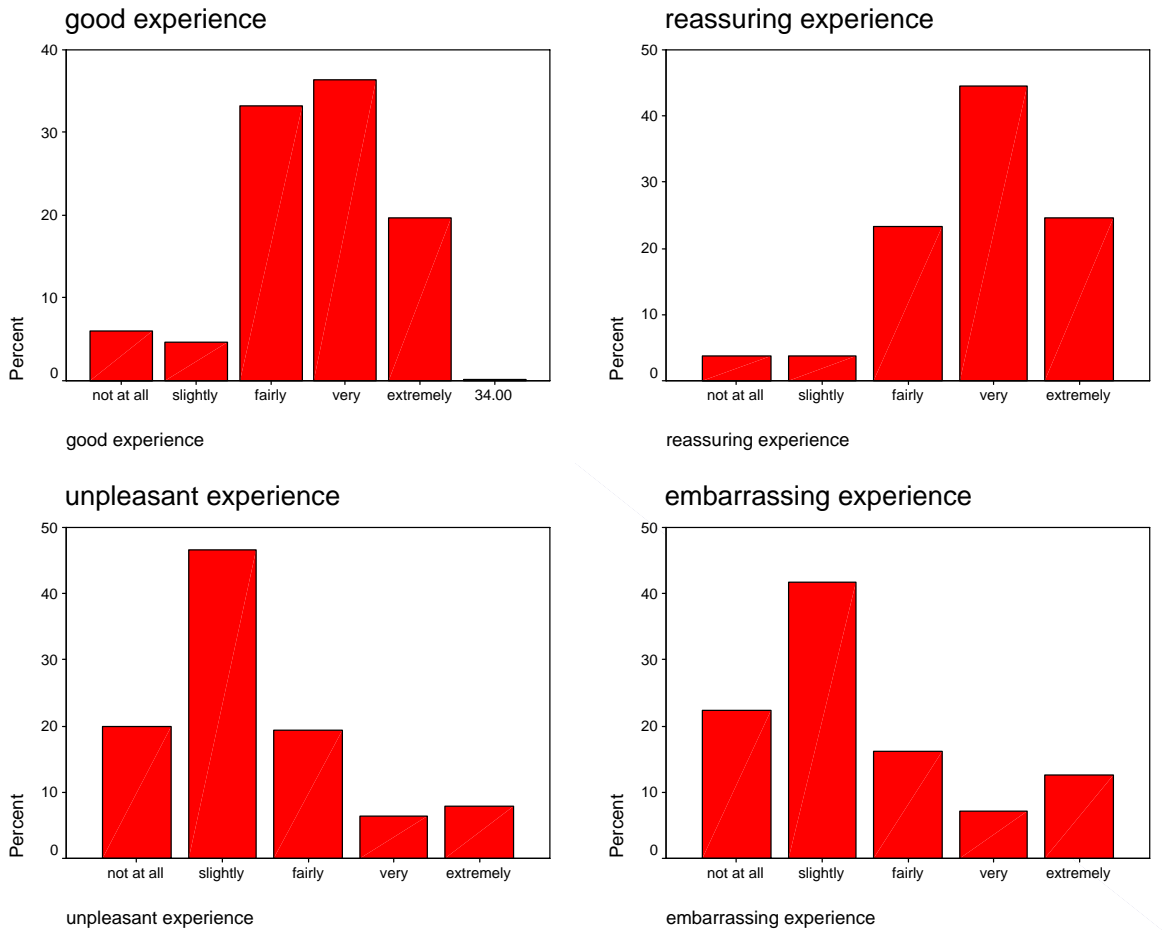 good experience
40
30
20
10
0
Percent
not at all slightly fairly very extremely 34.00
good experience
reassuring experience
50
40
30
20
10
0
Percent
not at all slightly fairly very extremely
reassuring experience
unpleasant experience
50
40
30
20
10
0
Percent
not at all slightly fairly very extremely
unpleasant experience
embarrassing experience
50
40
30
20
10
0
Percent
not at all slightly fairly very extremely
embarrassing experience